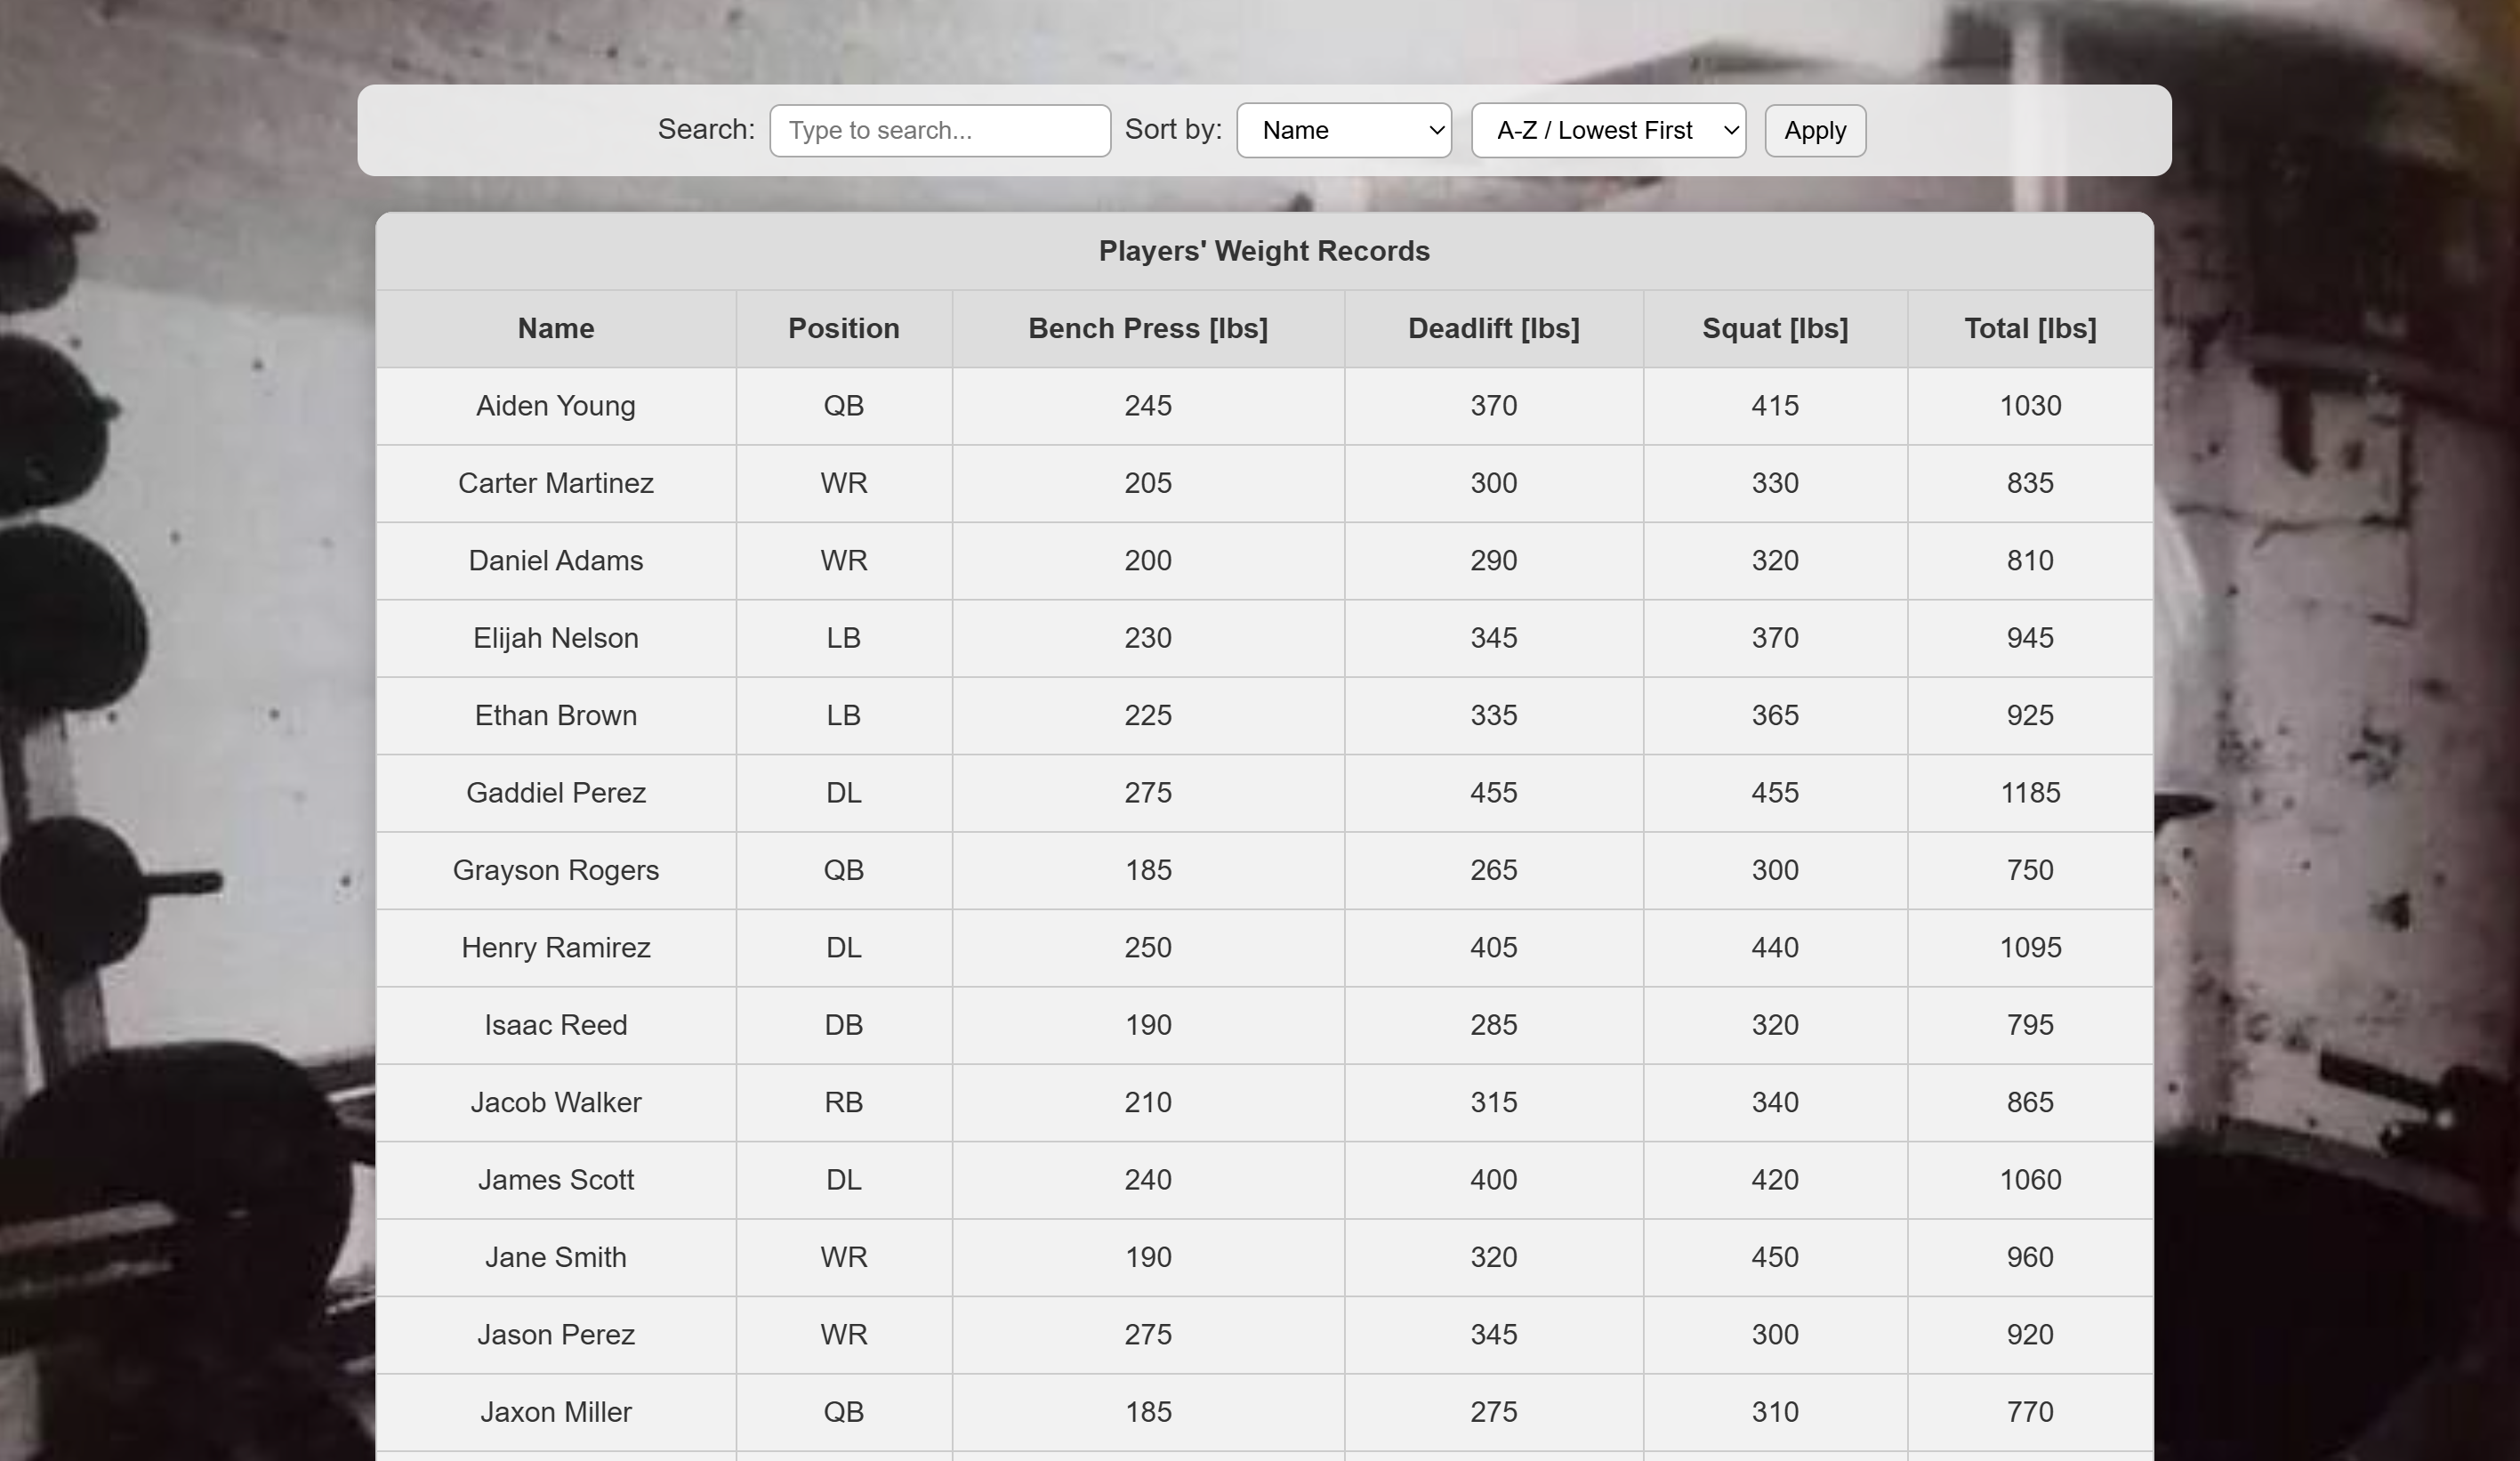 Search: Type to search... Sort by: Name A-Z / Lowest First Apply
Players' Weight Records
Name Position Bench Press [lbs] Deadlift [lbs] Squat [lbs] Total [lbs]
Aiden Young QB 245 370 415 1030
Carter Martinez WR 205 300 330 835
Daniel Adams WR 200 290 320 810
Elijah Nelson LB 230 345 370 945
Ethan Brown LB 225 335 365 925
Gaddiel Perez DL 275 455 455 1185
Grayson Rogers QB 185 265 300 750
Henry Ramirez DL 250 405 440 1095
Isaac Reed DB 190 285 320 795
Jacob Walker RB 210 315 340 865
James Scott DL 240 400 420 1060
Jane Smith WR 190 320 450 960
Jason Perez WR 275 345 300 920
Jaxon Miller QB 185 275 310 770